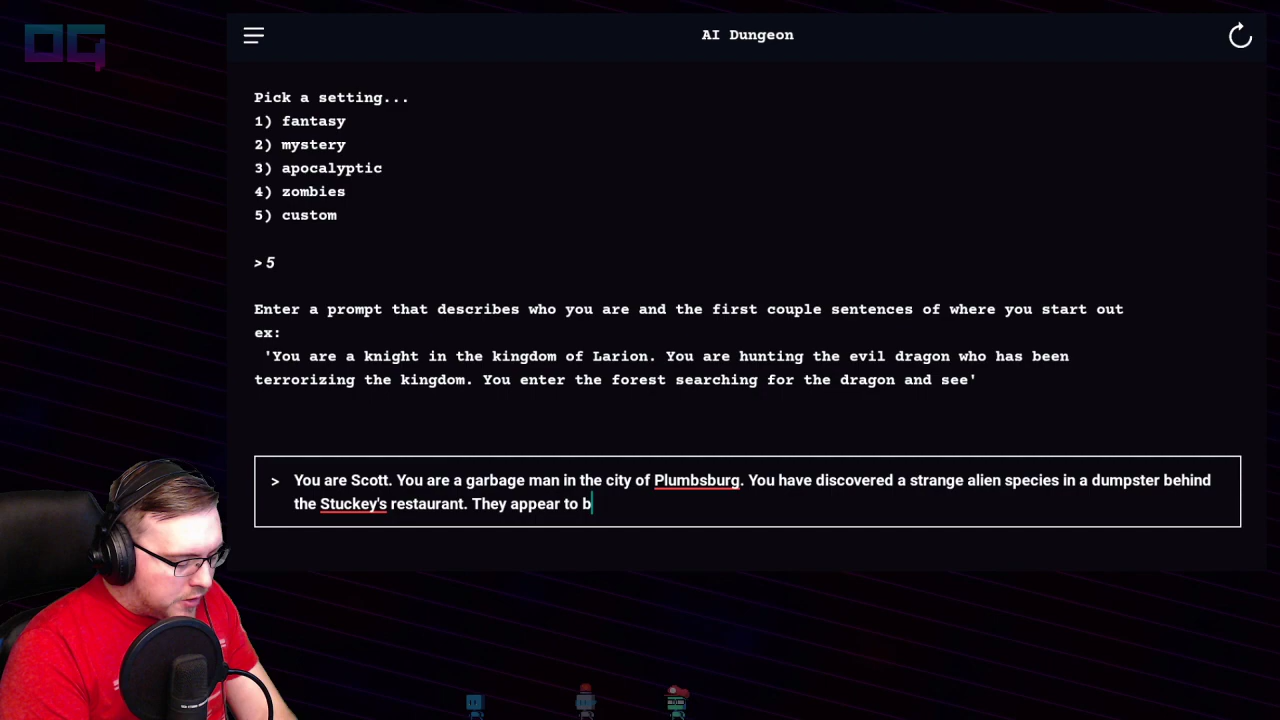 OG
AI Dungeon
Pick a setting...
1) fantasy
2) mystery
3) apocalyptic
4) zombies
5) custom
> 5
Enter a prompt that describes who you are and the first couple sentences of where you start out
ex:
'You are a knight in the kingdom of Larion. You are hunting the evil dragon who has been
terrorizing the kingdom. You enter the forest searching for the dragon and see'
> You are Scott. You are a garbage man in the city of Plumbsburg. You have discovered a strange alien species in a dumpster behind
the Stuckey's restaurant. They appear to b